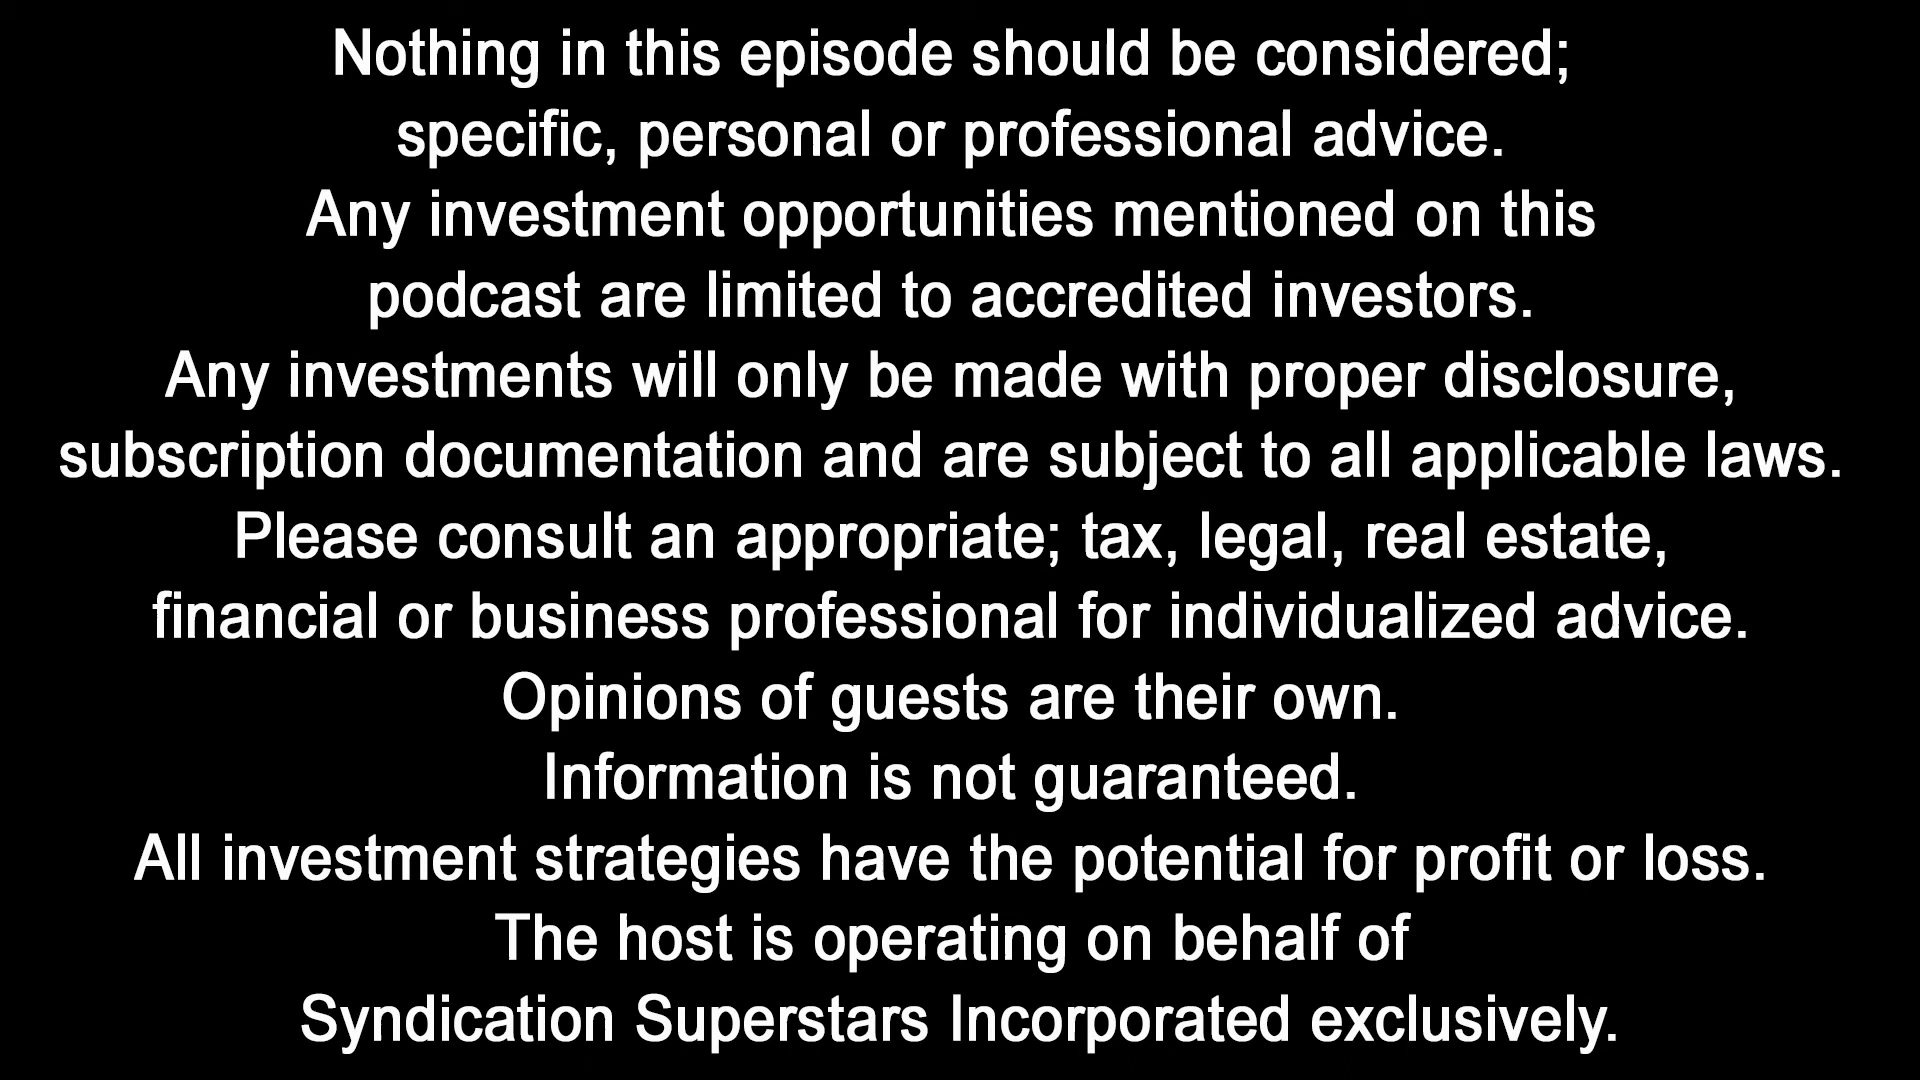 Nothing in this episode should be considered;
specific, personal or professional advice.
Any investment opportunities mentioned on this
podcast are limited to accredited investors.
Any investments will only be made with proper disclosure,
subscription documentation and are subject to all applicable laws.
Please consult an appropriate; tax, legal, real estate,
financial or business professional for individualized advice.
Opinions of guests are their own.
Information is not guaranteed.
All investment strategies have the potential for profit or loss.
The host is operating on behalf of
Syndication Superstars Incorporated exclusively.